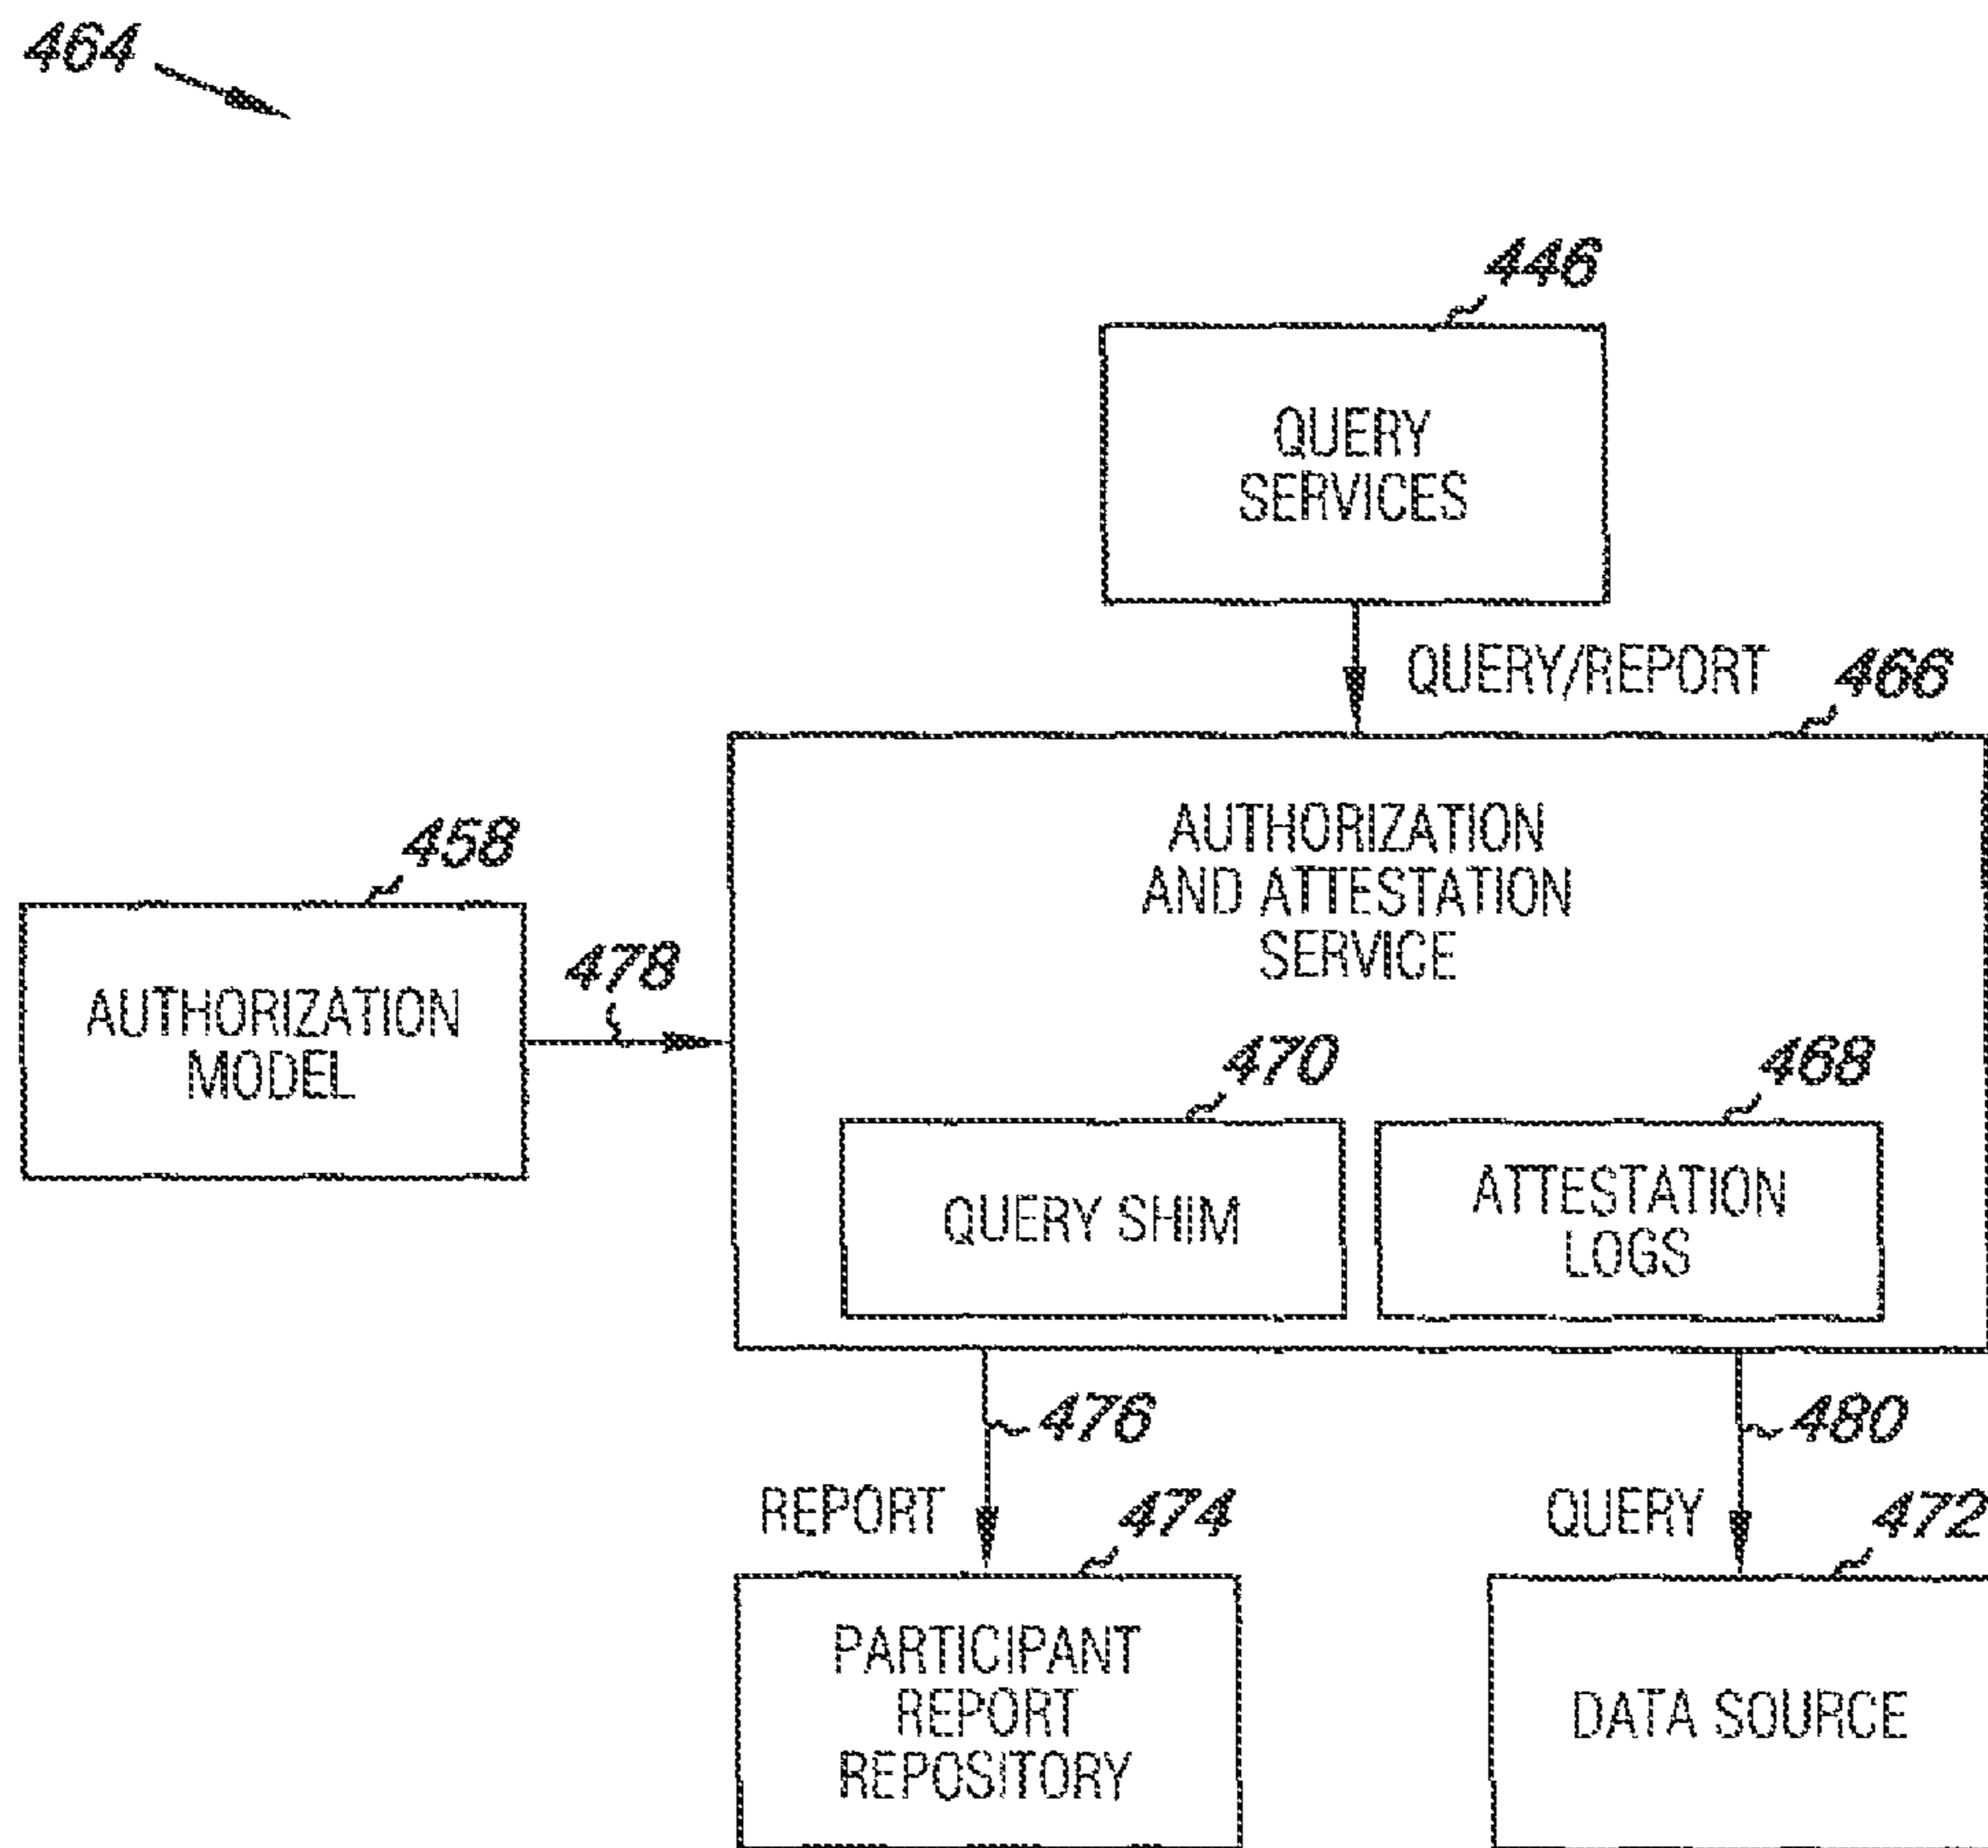 464
446
QUERY
SERVICES
QUERY/REPORT
466
AUTHORIZATION
AND ATTESTATION
SERVICE
458
AUTHORIZATION
MODEL
478
470
QUERY SHIM
468
ATTESTATION
LOGS
476
REPORT
474
PARTICIPANT
REPORT
REPOSITORY
480
QUERY
472
DATA SOURCE